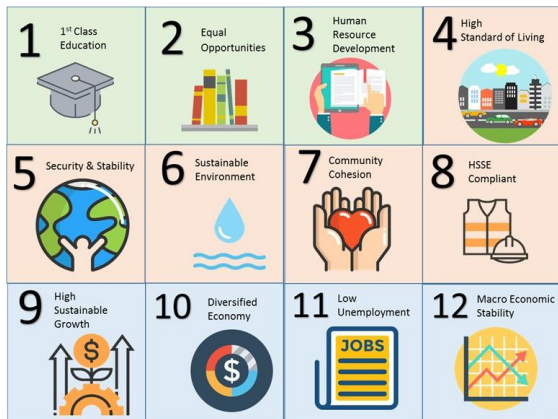 1
1st Class
Education
2
Equal
Opportunities
3
Human
Resource
Development
4
High
Standard of Living
5
Security & Stability
6
Sustainable
Environment
7
Community
Cohesion
8
HSSE
Compliant
9
High
Sustainable
Growth
$
10
Diversified
Economy
$
11
Low
Unemployment
JOBS
12
Macro Economic
Stability